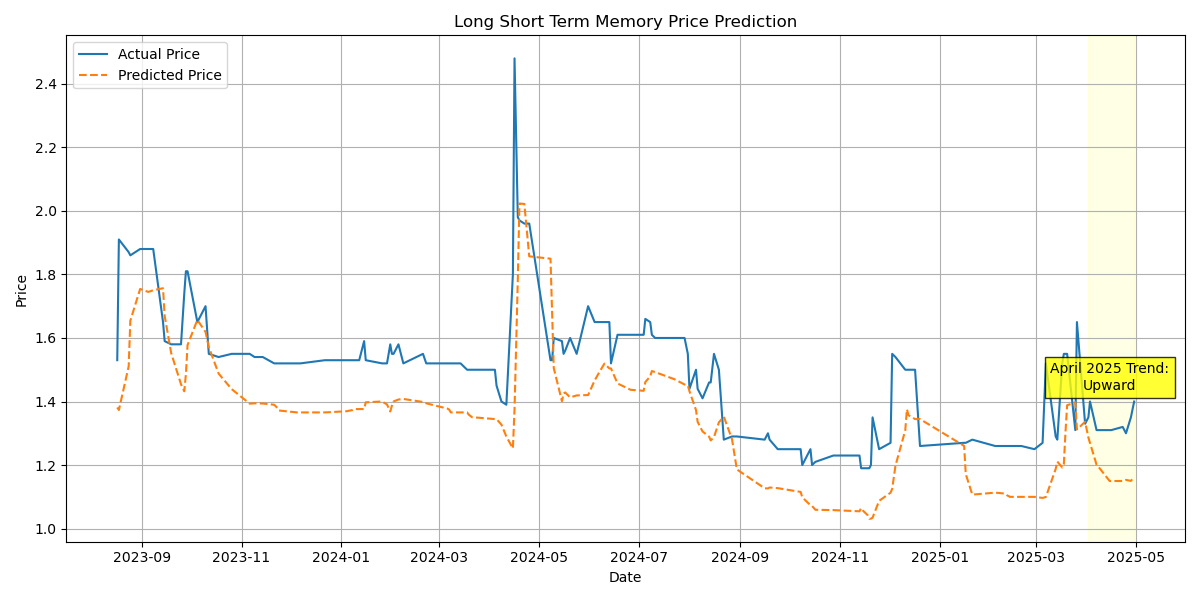 Long Short Term Memory Price Prediction
Actual Price
Predicted Price
Price
2.4
2.2
2.0
1.8
1.6
1.4
1.2
1.0
April 2025 Trend:
Upward
2023-09 2023-11 2024-01 2024-03 2024-05 2024-07 2024-09 2024-11 2025-01 2025-03 2025-05
Date